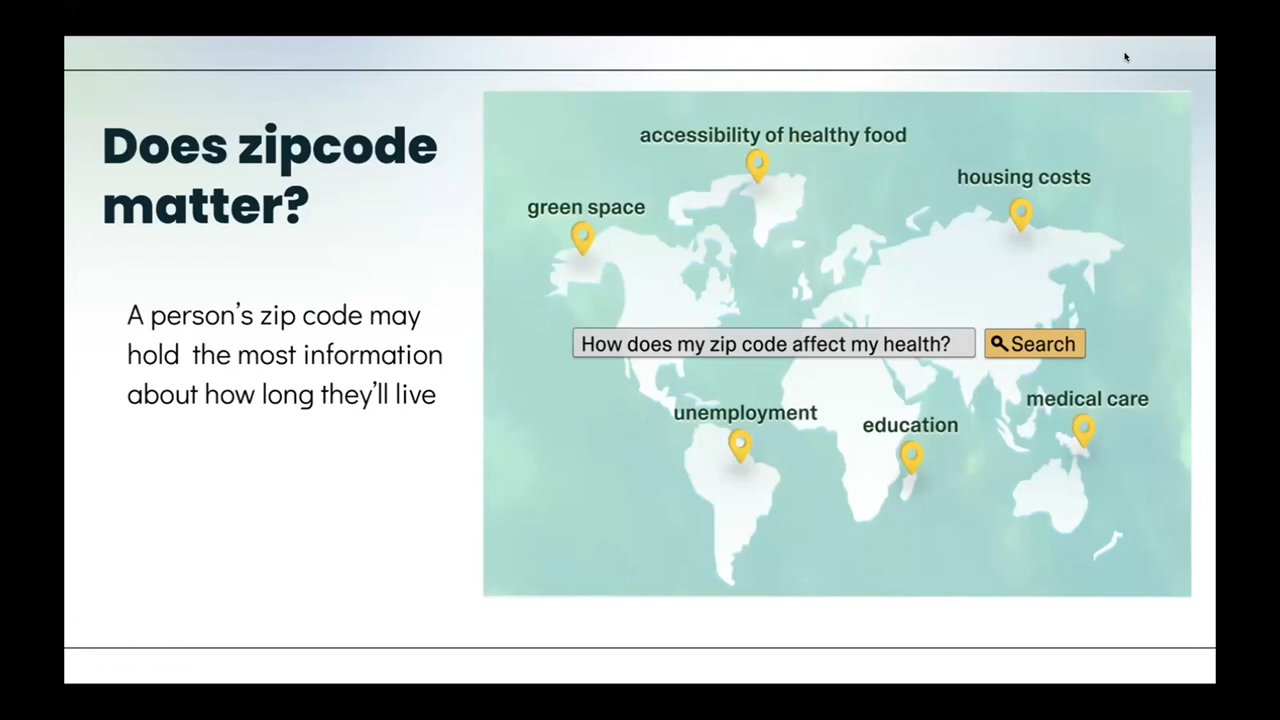 Does zipcode
matter?
A person's zip code may
hold the most information
about how long they'll live
accessibility of healthy food
housing costs
green space
How does my zip code affect my health?
Search
medical care
unemployment
education